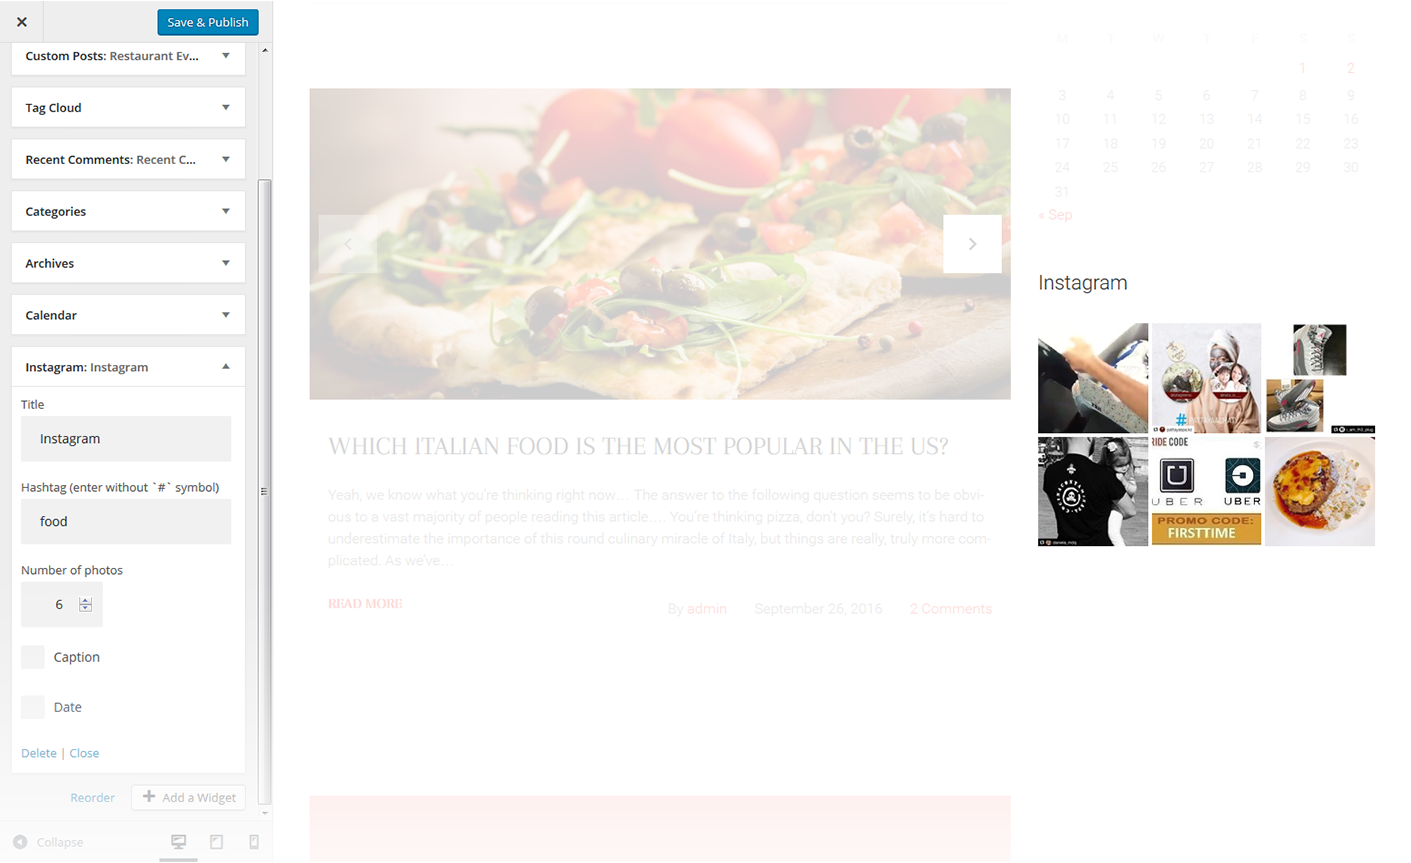 Save & Publish
Custom Posts: Restaurant Ev...
Tag Cloud
Recent Comments: Recent C...
Categories
Archives
Calendar
Instagram: Instagram
Title
Instagram
Hashtag (enter without `#` symbol)
food
Number of photos
6
Caption
Date
Delete | Close
Reorder
Add a Widget
Collapse
WHICH ITALIAN FOOD IS THE MOST POPULAR IN THE US?
Yeah, we know what you're thinking right now… The answer to the following question seems to be obvi-
ous to a vast majority of people reading this article…. You're thinking pizza, don't you? Surely, it's hard to
underestimate the importance of this round culinary miracle of Italy, but things are really, truly more com-
plicated. As we've…
READ MORE
By admin
September 26, 2016
2 Comments
M T W T F S S
1 2
3 4 5 6 7 8 9
10 11 12 13 14 15 16
17 18 19 20 21 22 23
24 25 26 27 28 29 30
31
« Sep
Instagram
RIDE CODE
UBER
UBER
PROMO CODE:
FIRSTTIME